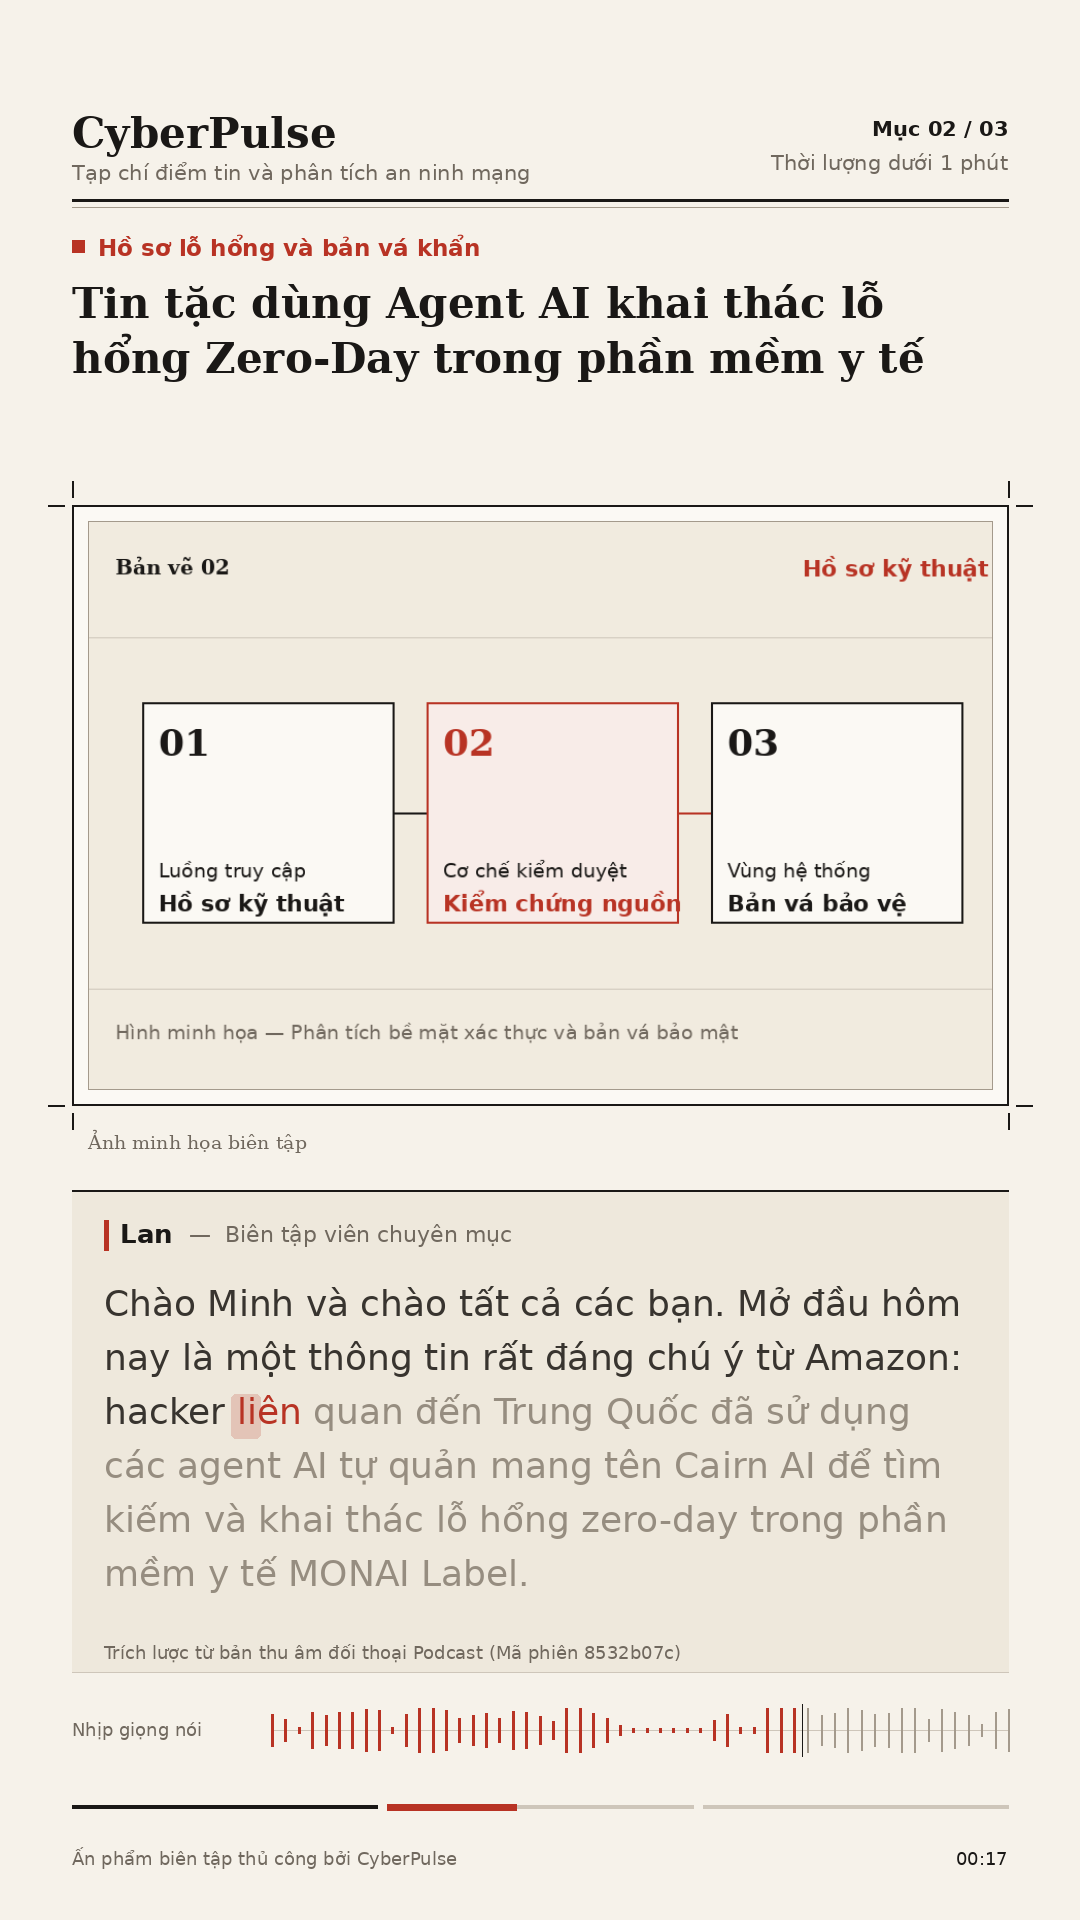 CyberPulse
Tạp chí điểm tin và phân tích an ninh mạng
Mục 02 / 03
Thời lượng dưới 1 phút
Hồ sơ lỗ hổng và bản vá khẩn
Tin tặc dùng Agent AI khai thác lỗ
hổng Zero-Day trong phần mềm y tế
Bản vẽ 02
Hồ sơ kỹ thuật
01
Luồng truy cập
Hồ sơ kỹ thuật
02
Cơ chế kiểm duyệt
Kiểm chứng nguồn
03
Vùng hệ thống
Bản vá bảo vệ
Hình minh họa — Phân tích bề mặt xác thực và bản vá bảo mật
Ảnh minh họa biên tập
Lan — Biên tập viên chuyên mục
Chào Minh và chào tất cả các bạn. Mở đầu hôm
nay là một thông tin rất đáng chú ý từ Amazon:
hacker liên quan đến Trung Quốc đã sử dụng
các agent AI tự quản mang tên Cairn AI để tìm
kiếm và khai thác lỗ hổng zero-day trong phần
mềm y tế MONAI Label.
Trích lược từ bản thu âm đối thoại Podcast (Mã phiên 8532b07c)
Nhịp giọng nói
Ấn phẩm biên tập thủ công bởi CyberPulse
00:17